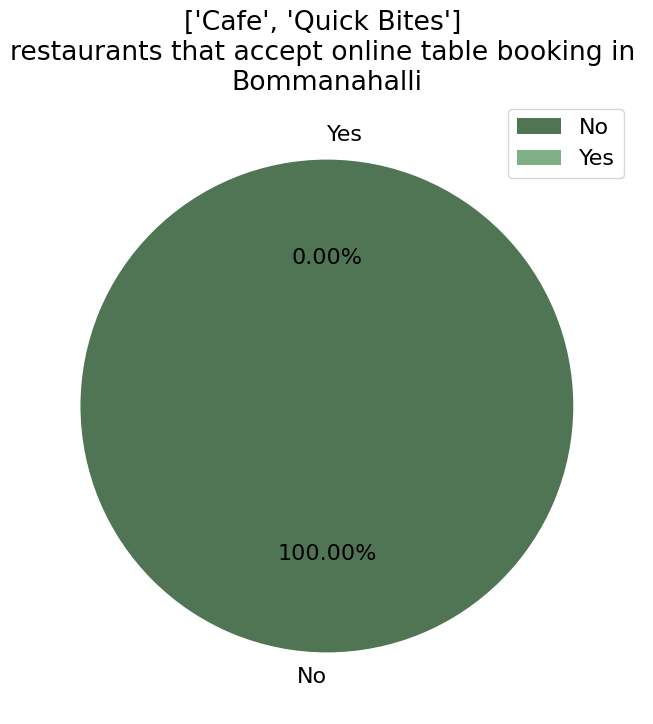 ['Cafe', 'Quick Bites']
restaurants that accept online table booking in
Bommanahalli
No
Yes
Yes
0.00%
100.00%
No